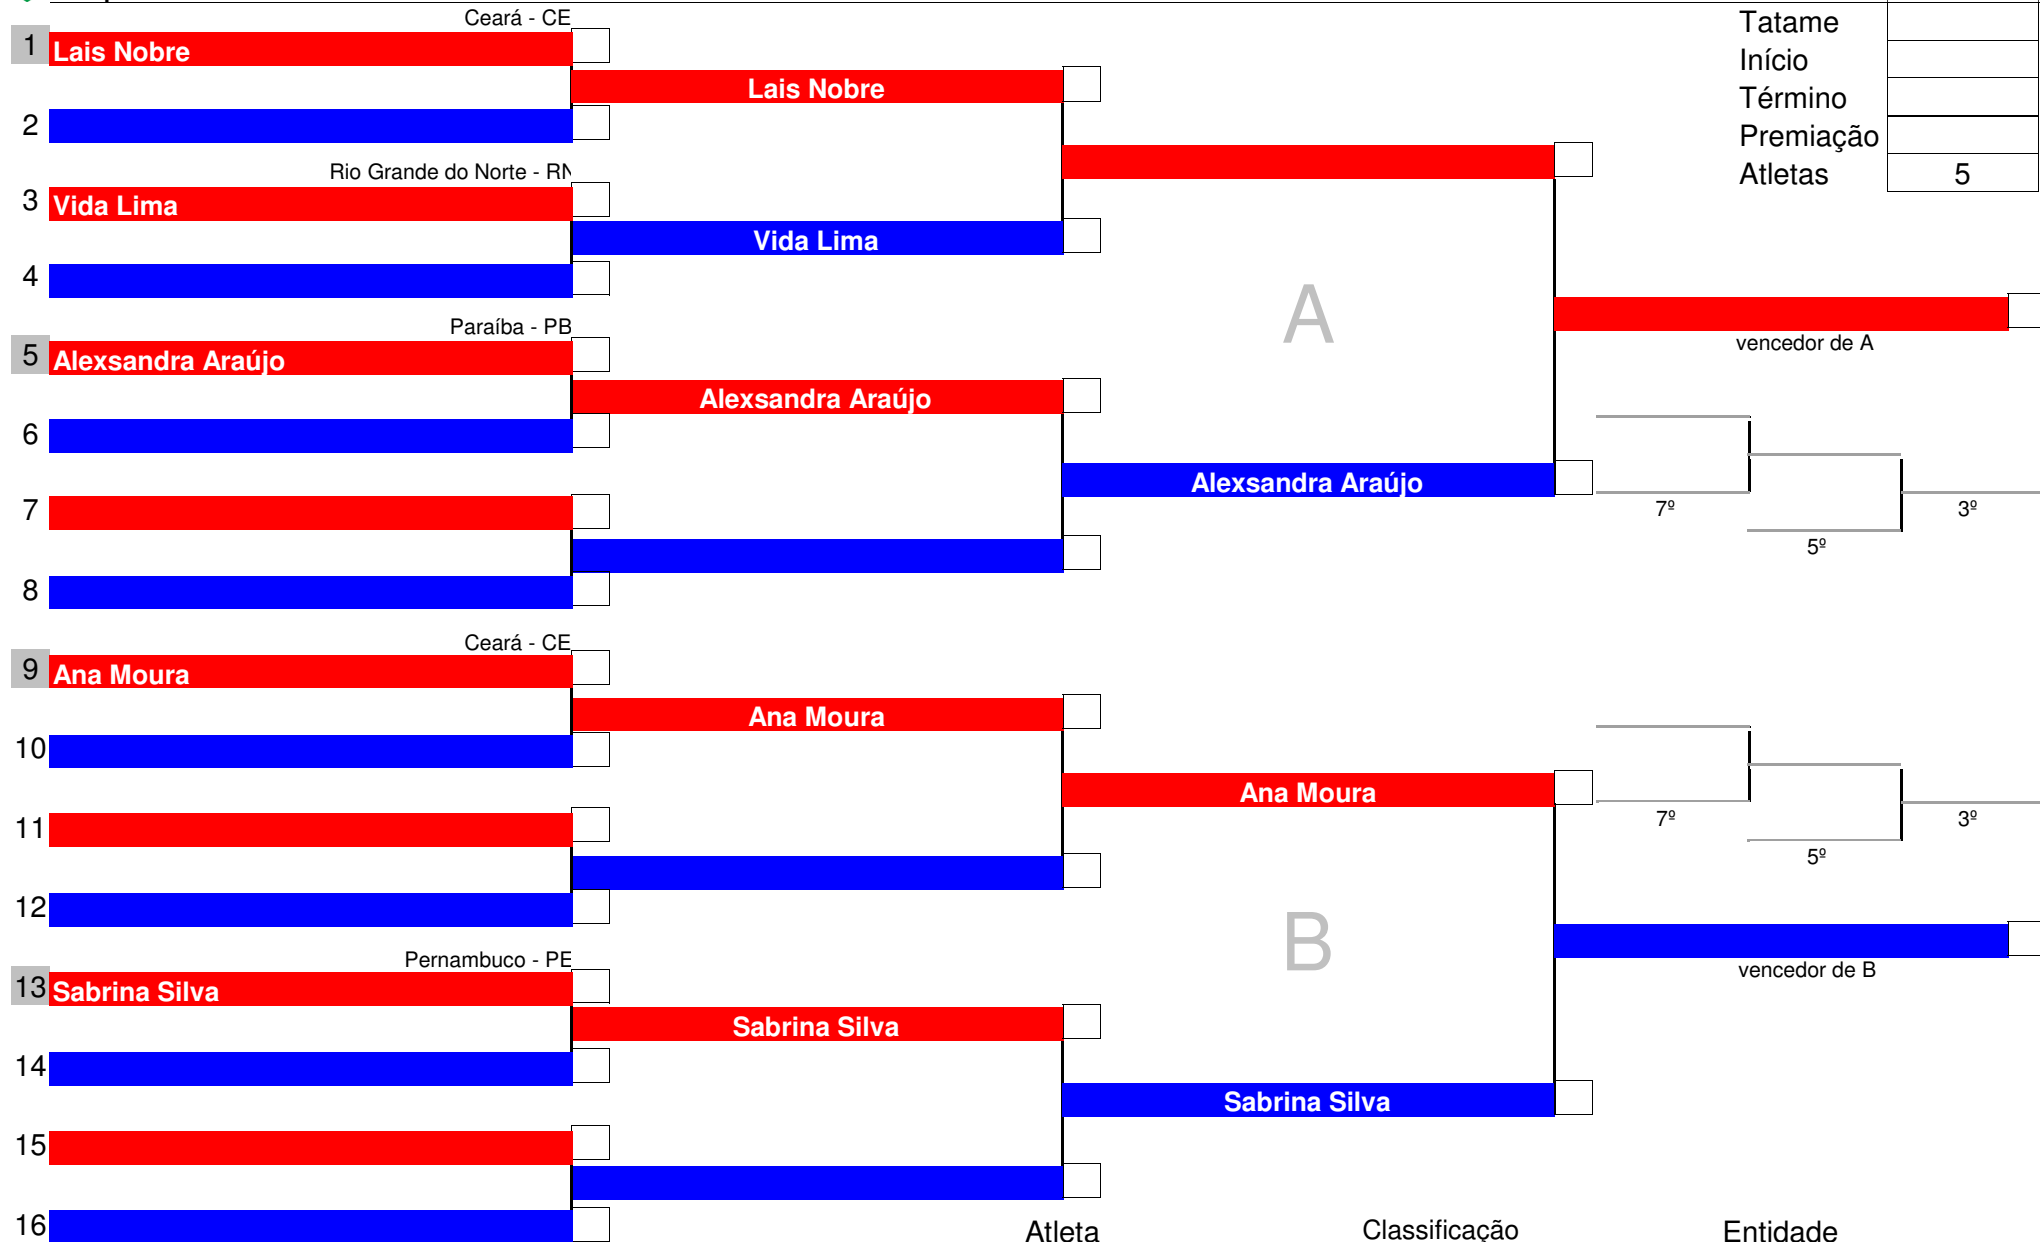 Ceará - CE
Tatame
1 Lais Nobre
Início
Lais Nobre
Término
2
Premiação
Rio Grande do Norte - RN
Atletas 5
3 Vida Lima
Vida Lima
4
A
Paraíba - PB
vencedor de A
5 Alexsandra Araújo
Alexsandra Araújo
6
Alexsandra Araújo
7
7º 3º
5º
8
Ceará - CE
9 Ana Moura
Ana Moura
10
Ana Moura
11
7º 3º
5º
12
B
Pernambuco - PE
vencedor de B
13 Sabrina Silva
Sabrina Silva
14
Sabrina Silva
15
16
Atleta Classificação Entidade